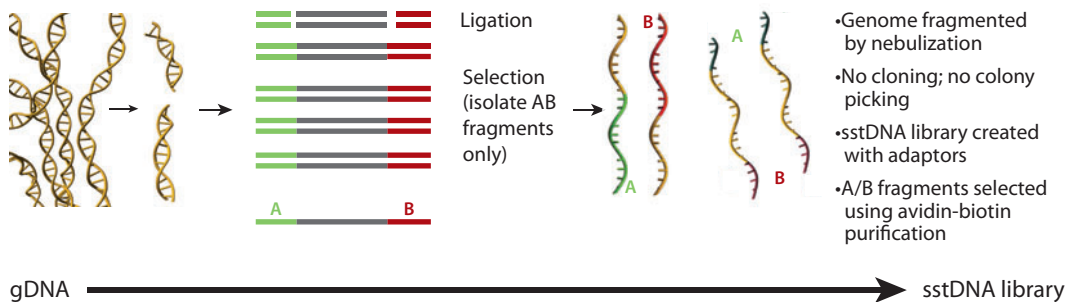 Ligation
Selection
(isolate AB
fragments
only)
A
B
B
A
A
B
•Genome fragmented
by nebulization
•No cloning; no colony
picking
•sstDNA library created
with adaptors
•A/B fragments selected
using avidin-biotin
purification
gDNA
sstDNA library